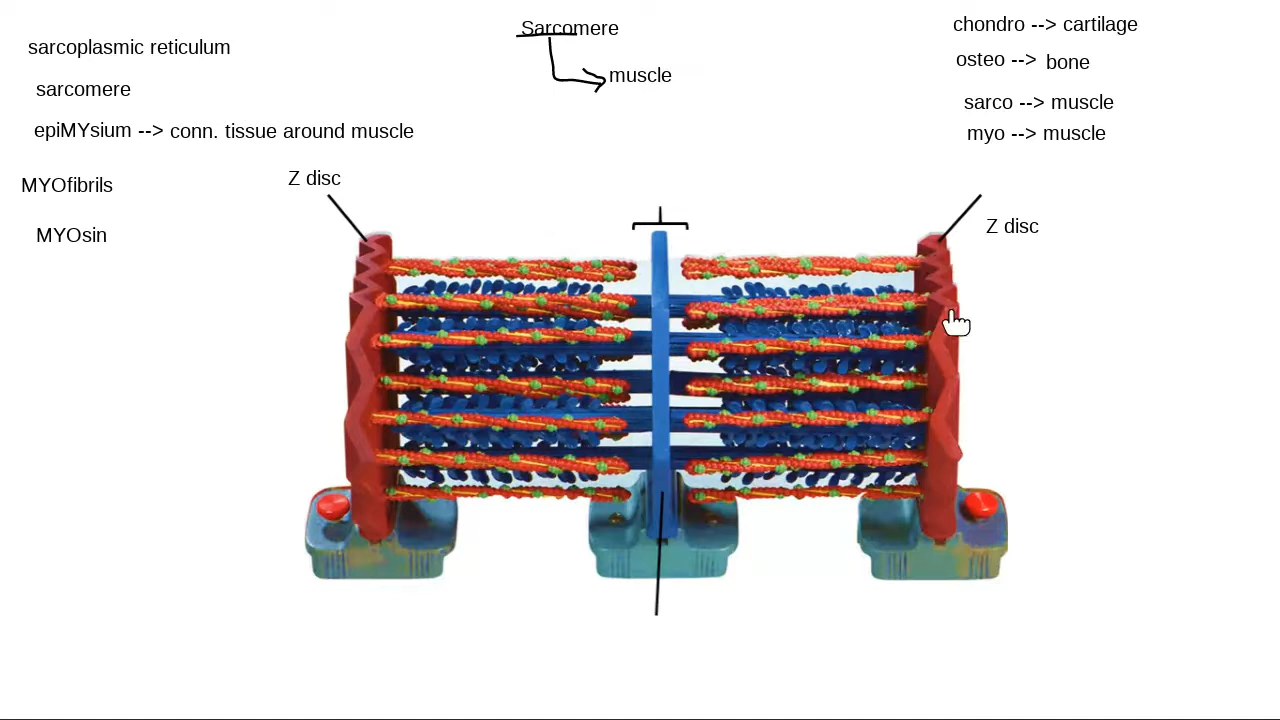 Sarcomere
muscle
sarcoplasmic reticulum
sarcomere
epiMYsium --> conn. tissue around muscle
MYOfibrils
MYOsin
chondro --> cartilage
osteo --> bone
sarco --> muscle
myo --> muscle
Z disc
Z disc